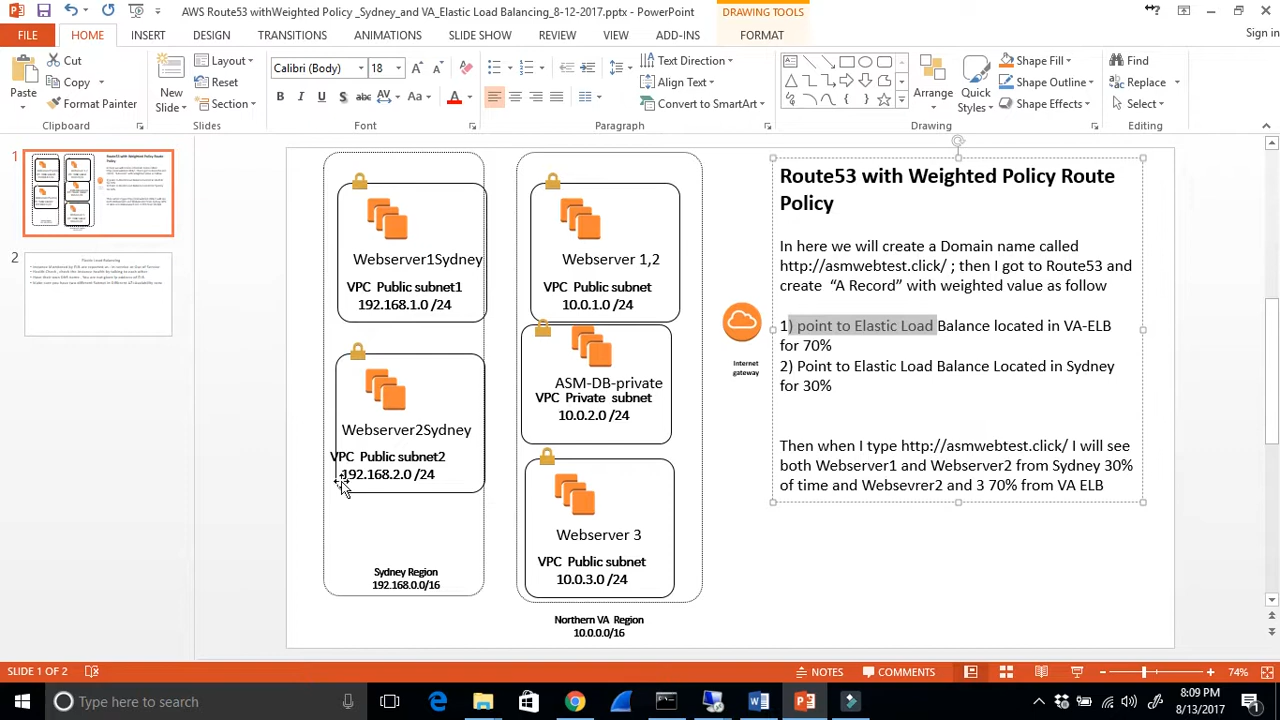 AWS Route53 withWeighted Policy _Sydney_and VA_Elastic Load Balancing_8-12-2017.pptx - PowerPoint
DRAWING TOOLS
FILE HOME INSERT DESIGN TRANSITIONS ANIMATIONS SLIDE SHOW REVIEW VIEW ADD-INS FORMAT
Sign in
Paste
Cut
Copy
Format Painter
Clipboard
New Slide
Layout
Reset
Section
Slides
Calibri (Body) 18
B I U S abc AV Aa A
Font
Text Direction
Align Text
Convert to SmartArt
Paragraph
Arrange
Quick Styles
Shape Fill
Shape Outline
Shape Effects
Drawing
Find
Replace
Select
Editing
1
2
Webserver1Sydney
VPC Public subnet1
192.168.1.0 /24
Webserver2Sydney
VPC Public subnet2
192.168.2.0 /24
Sydney Region
192.168.0.0/16
Webserver 1,2
VPC Public subnet
10.0.1.0 /24
ASM-DB-private
VPC Private subnet
10.0.2.0 /24
Webserver 3
VPC Public subnet
10.0.3.0 /24
Northern VA Region
10.0.0.0/16
Internet
gateway
Route53 with Weighted Policy Route
Policy
In here we will create a Domain name called
http://asmwebtest.click/ ; then I got to Route53 and
create “A Record” with weighted value as follow
1) point to Elastic Load Balance located in VA-ELB
for 70%
2) Point to Elastic Load Balance Located in Sydney
for 30%
Then when I type http://asmwebtest.click/ I will see
both Webserver1 and Webserver2 from Sydney 30%
of time and Websevrer2 and 3 70% from VA ELB
SLIDE 1 OF 2
NOTES
COMMENTS
74%
Type here to search
8:09 PM
8/13/2017